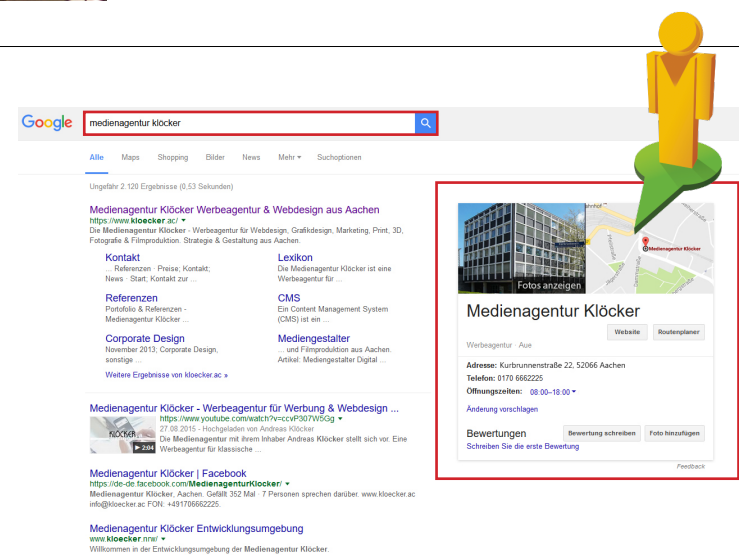 Google
medienagentur klöcker
Alle Maps Shopping Bilder News Mehr Suchoptionen
Ungefähr 2.120 Ergebnisse (0,53 Sekunden)
Medienagentur Klöcker Werbeagentur & Webdesign aus Aachen
https://www.kloecker.ac/
Die Medienagentur Klöcker - Werbeagentur für Webdesign, Grafikdesign, Marketing, Print, 3D,
Fotografie & Filmproduktion. Strategie & Gestaltung aus Aachen.
Kontakt
... Referenzen · Preise; Kontakt;
News · Start; Kontakt zur ...
Lexikon
Die Medienagentur Klöcker ist eine
Werbeagentur für ...
Referenzen
Portofolio & Referenzen -
Medienagentur Klöcker ...
CMS
Ein Content Management System
(CMS) ist ein ...
Corporate Design
November 2013; Corporate Design,
sonstige ...
Mediengestalter
... und Filmproduktion aus Aachen.
Artikel: Mediengestalter Digital ...
Weitere Ergebnisse von kloecker.ac »
Medienagentur Klöcker - Werbeagentur für Werbung & Webdesign ...
https://www.youtube.com/watch?v=ccvP307W5Gg
27.08.2015 - Hochgeladen von Andreas Klöcker
Die Medienagentur mit ihrem Inhaber Andreas Klöcker stellt sich vor. Eine
Werbeagentur für klassische ...
KLÖCKER
2:04
Medienagentur Klöcker | Facebook
https://de-de.facebook.com/MedienagenturKlocker/
Medienagentur Klöcker, Aachen. Gefällt 352 Mal · 7 Personen sprechen darüber. www.kloecker.ac
info@kloecker.ac FON: +491706662225.
Medienagentur Klöcker Entwicklungsumgebung
www.kloecker.nrw/
Willkommen in der Entwicklungsumgebung der Medienagentur Klöcker.
Fotos anzeigen
Medienagentur Klöcker
Medienagentur Klöcker
Website Routenplaner
Werbeagentur · Aue
Adresse: Kurbrunnenstraße 22, 52066 Aachen
Telefon: 0170 6662225
Öffnungszeiten: 08:00–18:00
Änderung vorschlagen
Bewertungen Bewertung schreiben Foto hinzufügen
Schreiben Sie die erste Bewertung
Feedback